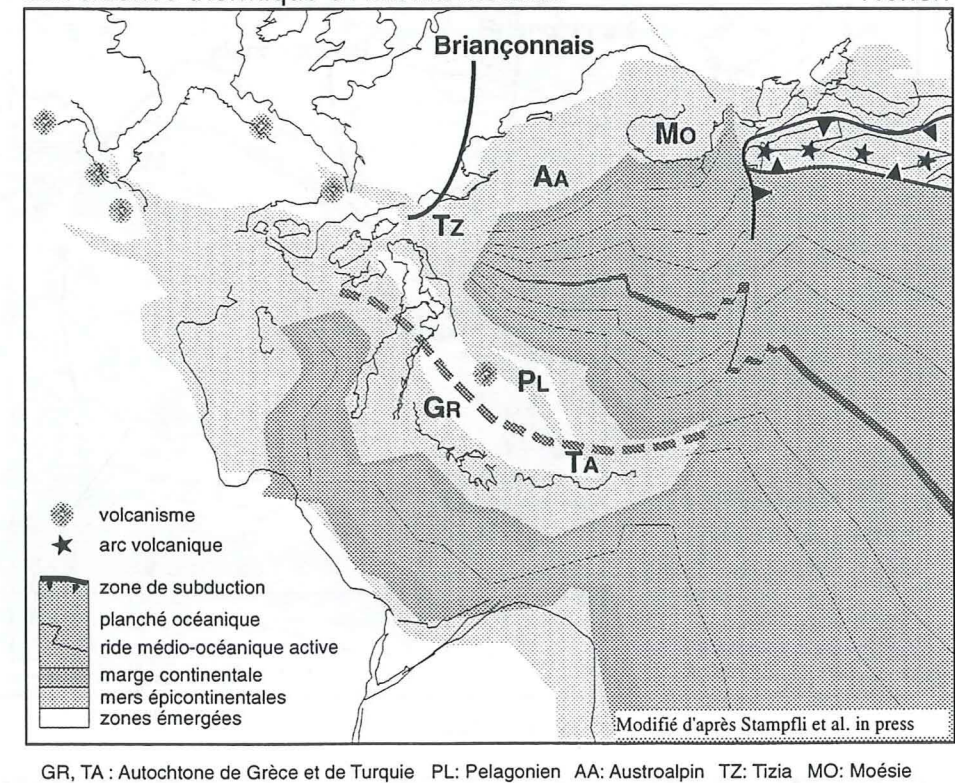 Briançonnais
MO
AA
TZ
PL
GR
TA
volcanisme
arc volcanique
zone de subduction
planché océanique
ride médio-océanique active
marge continentale
mers épicontinentales
zones émergées
Modifié d'après Stampfli et al. in press
GR, TA : Autochtone de Grèce et de Turquie PL: Pelagonien AA: Austroalpin TZ: Tizia MO: Moésie